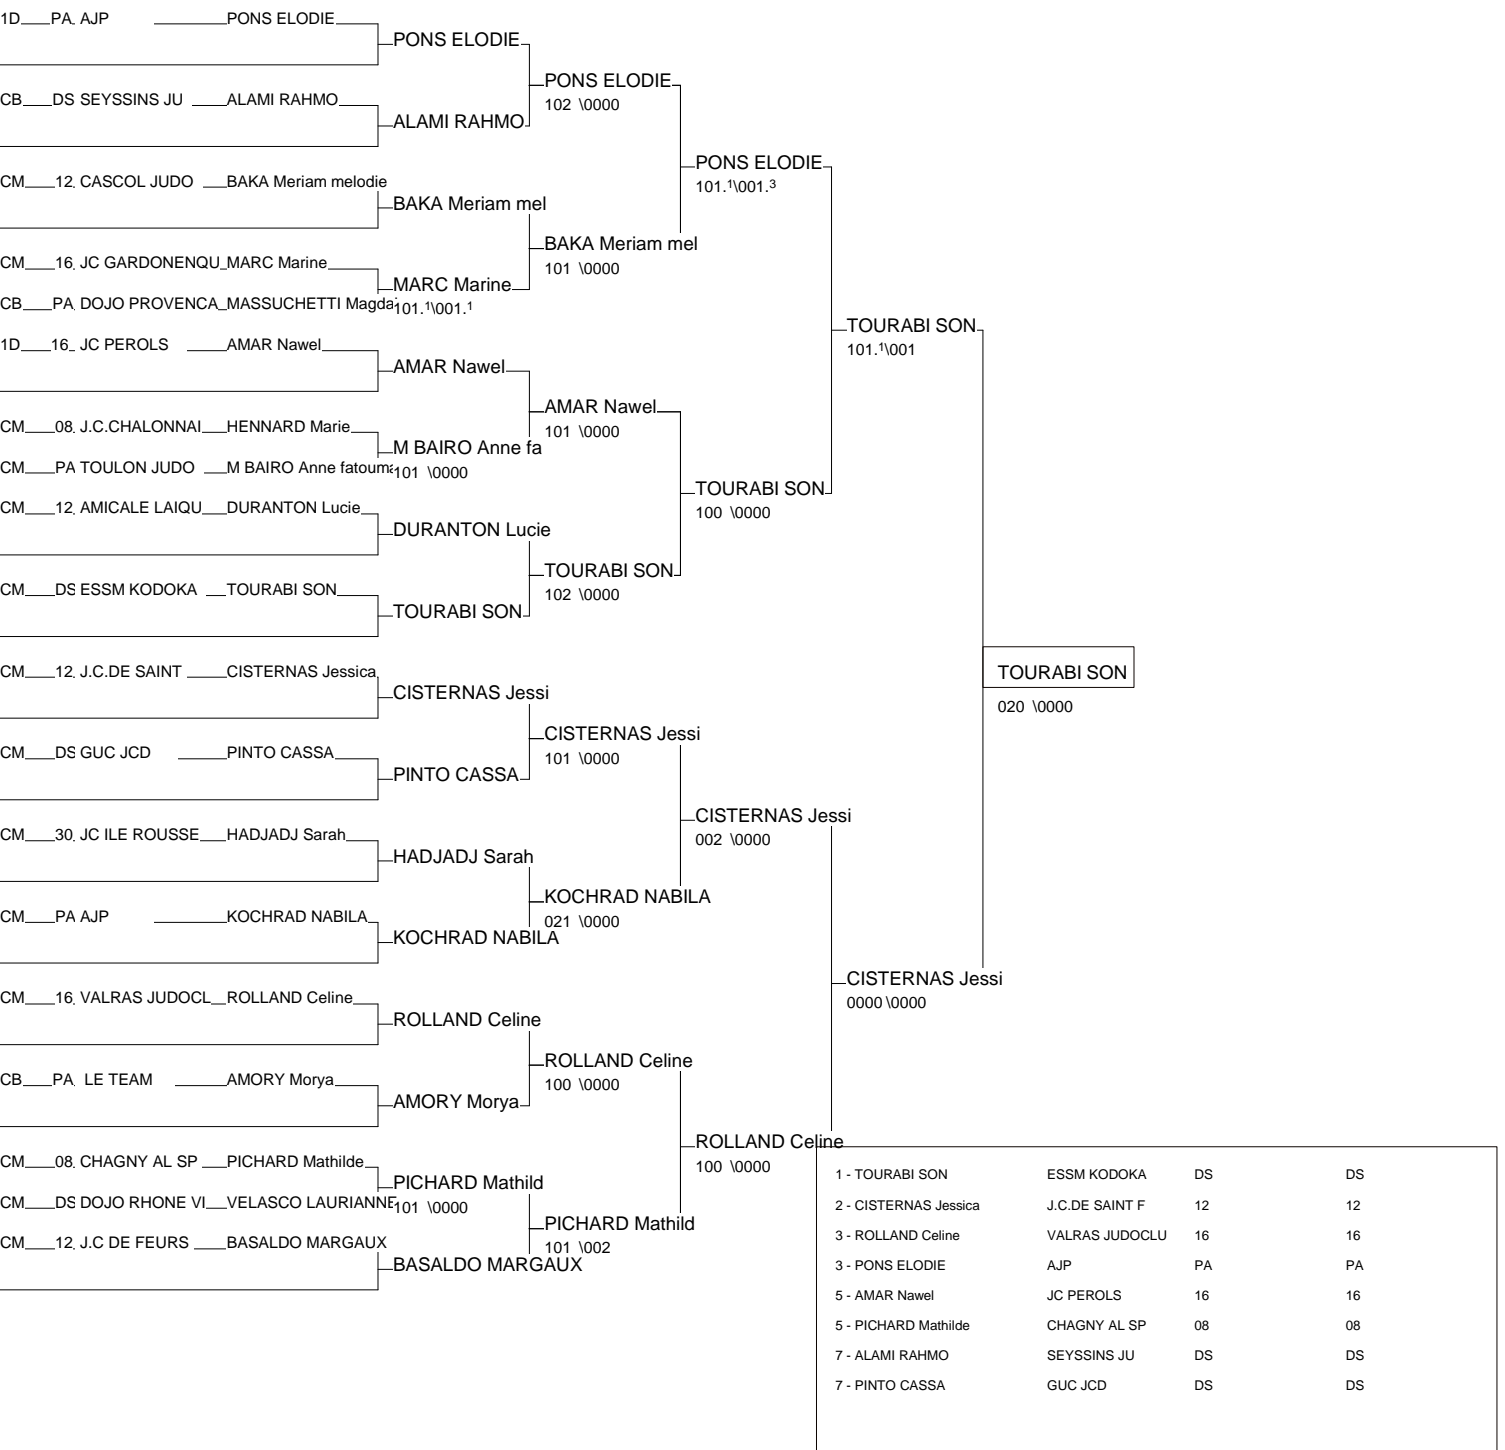 1D PA AJP PONS ELODIE
PONS ELODIE
PONS ELODIE
102 \0000
CB DS SEYSSINS JU ALAMI RAHMO
ALAMI RAHMO
PONS ELODIE
101.¹\001.³
CM 12 CASCOL JUDO BAKA Meriam melodie
BAKA Meriam mel
BAKA Meriam mel
101 \0000
CM 16 JC GARDONENQU MARC Marine
MARC Marine
CB PA DOJO PROVENCA MASSUCHETTI Magda
101.¹\001.¹
TOURABI SON
101.¹\001
1D 16 JC PEROLS AMAR Nawel
AMAR Nawel
AMAR Nawel
101 \0000
CM 08 J.C.CHALONNAI HENNARD Marie
M BAIRO Anne fa
CM PA TOULON JUDO M BAIRO Anne fatouma
101 \0000
TOURABI SON
100 \0000
CM 12 AMICALE LAIQU DURANTON Lucie
DURANTON Lucie
TOURABI SON
102 \0000
CM DS ESSM KODOKA TOURABI SON
TOURABI SON
TOURABI SON
020 \0000
CM 12 J.C.DE SAINT CISTERNAS Jessica
CISTERNAS Jessi
CISTERNAS Jessi
101 \0000
CM DS GUC JCD PINTO CASSA
PINTO CASSA
CISTERNAS Jessi
002 \0000
CM 30 JC ILE ROUSSE HADJADJ Sarah
HADJADJ Sarah
KOCHRAD NABILA
021 \0000
CM PA AJP KOCHRAD NABILA
KOCHRAD NABILA
CISTERNAS Jessi
0000 \0000
CM 16 VALRAS JUDOCL ROLLAND Celine
ROLLAND Celine
ROLLAND Celine
100 \0000
CB PA LE TEAM AMORY Morya
AMORY Morya
ROLLAND Celine
100 \0000
CM 08 CHAGNY AL SP PICHARD Mathilde
PICHARD Mathild
CM DS DOJO RHONE VI VELASCO LAURIANNE
101 \0000
PICHARD Mathild
101 \002
CM 12 J.C DE FEURS BASALDO MARGAUX
BASALDO MARGAUX
1 - TOURABI SON ESSM KODOKA DS DS
2 - CISTERNAS Jessica J.C.DE SAINT F 12 12
3 - ROLLAND Celine VALRAS JUDOCLU 16 16
3 - PONS ELODIE AJP PA PA
5 - AMAR Nawel JC PEROLS 16 16
5 - PICHARD Mathilde CHAGNY AL SP 08 08
7 - ALAMI RAHMO SEYSSINS JU DS DS
7 - PINTO CASSA GUC JCD DS DS